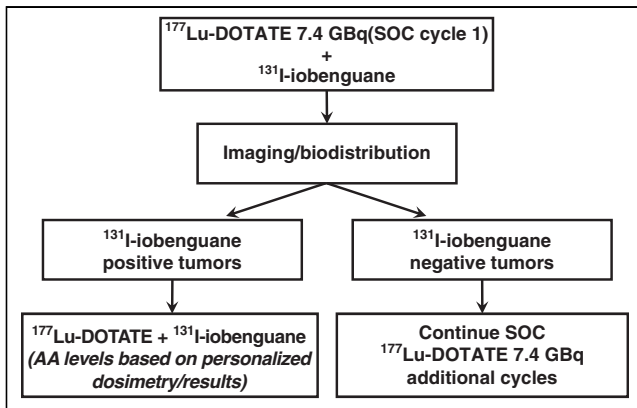 ¹⁷⁷Lu-DOTATE 7.4 GBq(SOC cycle 1)
+
¹³¹I-iobenguane
Imaging/biodistribution
¹³¹I-iobenguane
positive tumors
¹³¹I-iobenguane
negative tumors
¹⁷⁷Lu-DOTATE + ¹³¹I-iobenguane
(AA levels based on personalized
dosimetry/results)
Continue SOC
¹⁷⁷Lu-DOTATE 7.4 GBq
additional cycles